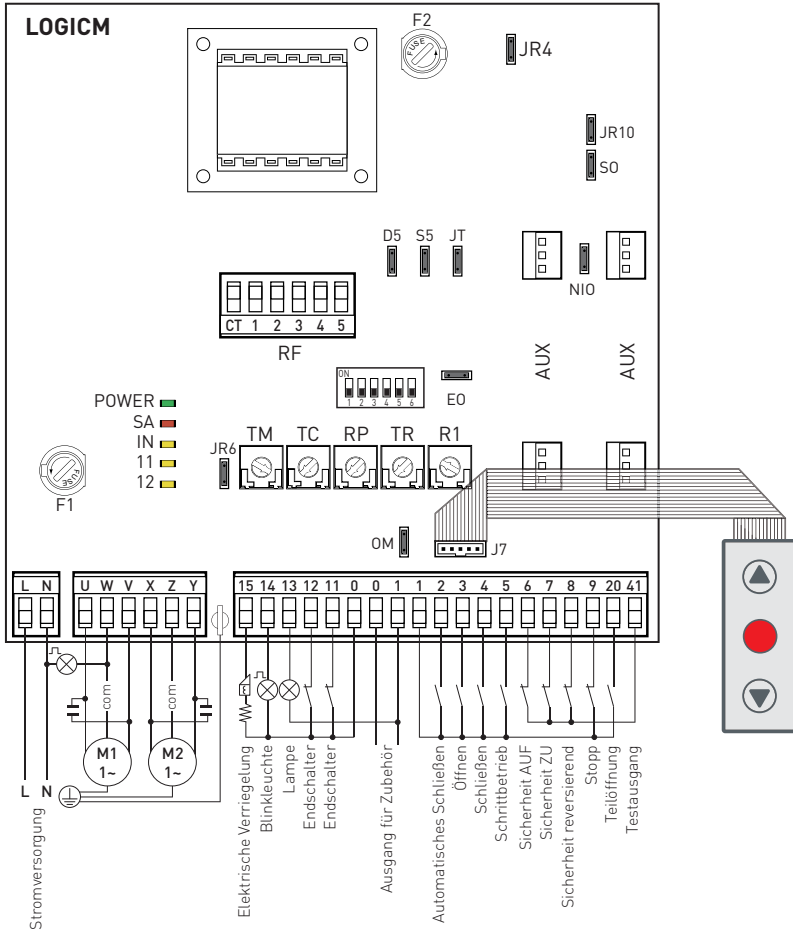 LOGICM
F2
FUSE
JR4
JR10
SO
D5 S5 JT
NIO
CT 1 2 3 4 5
RF
AUX AUX
ON
1 2 3 4 5 6
EO
POWER
SA
IN
11
12
JR6
TM TC RP TR R1
FUSE
F1
OM
J7
L N U W V X Z Y 15 14 13 12 11 0 0 1 1 2 3 4 5 6 7 8 9 20 41
com com
M1
1~
M2
1~
L N
Stromversorgung
Elektrische Verriegelung
Blinkleuchte
Lampe
Endschalter
Endschalter
Ausgang für Zubehör
Automatisches Schließen
Öffnen
Schließen
Schrittbetrieb
Sicherheit AUF
Sicherheit ZU
Sicherheit reversierend
Stopp
Teilöffnung
Testausgang